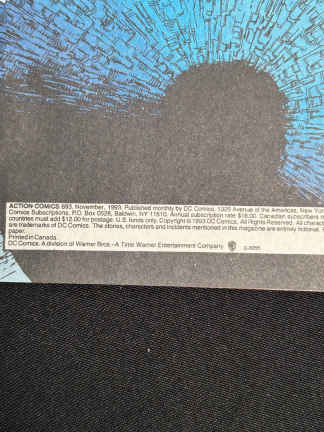 ACTION COMICS 693, November, 1993. Published monthly by DC Comics, 1325 Avenue of the Americas, New York
Comics Subscriptions, P.O. Box 0528, Baldwin, NY 11510. Annual subscription rate $18.00. Canadian subscribers m
countries must add $12.00 for postage. U.S. funds only. Copyright © 1993 DC Comics. All Rights Reserved. All charact
are trademarks of DC Comics. The stories, characters and incidents mentioned in this magazine are entirely fictional.
paper.
Printed in Canada.
DC Comics. A division of Warner Bros.–A Time Warner Entertainment Company